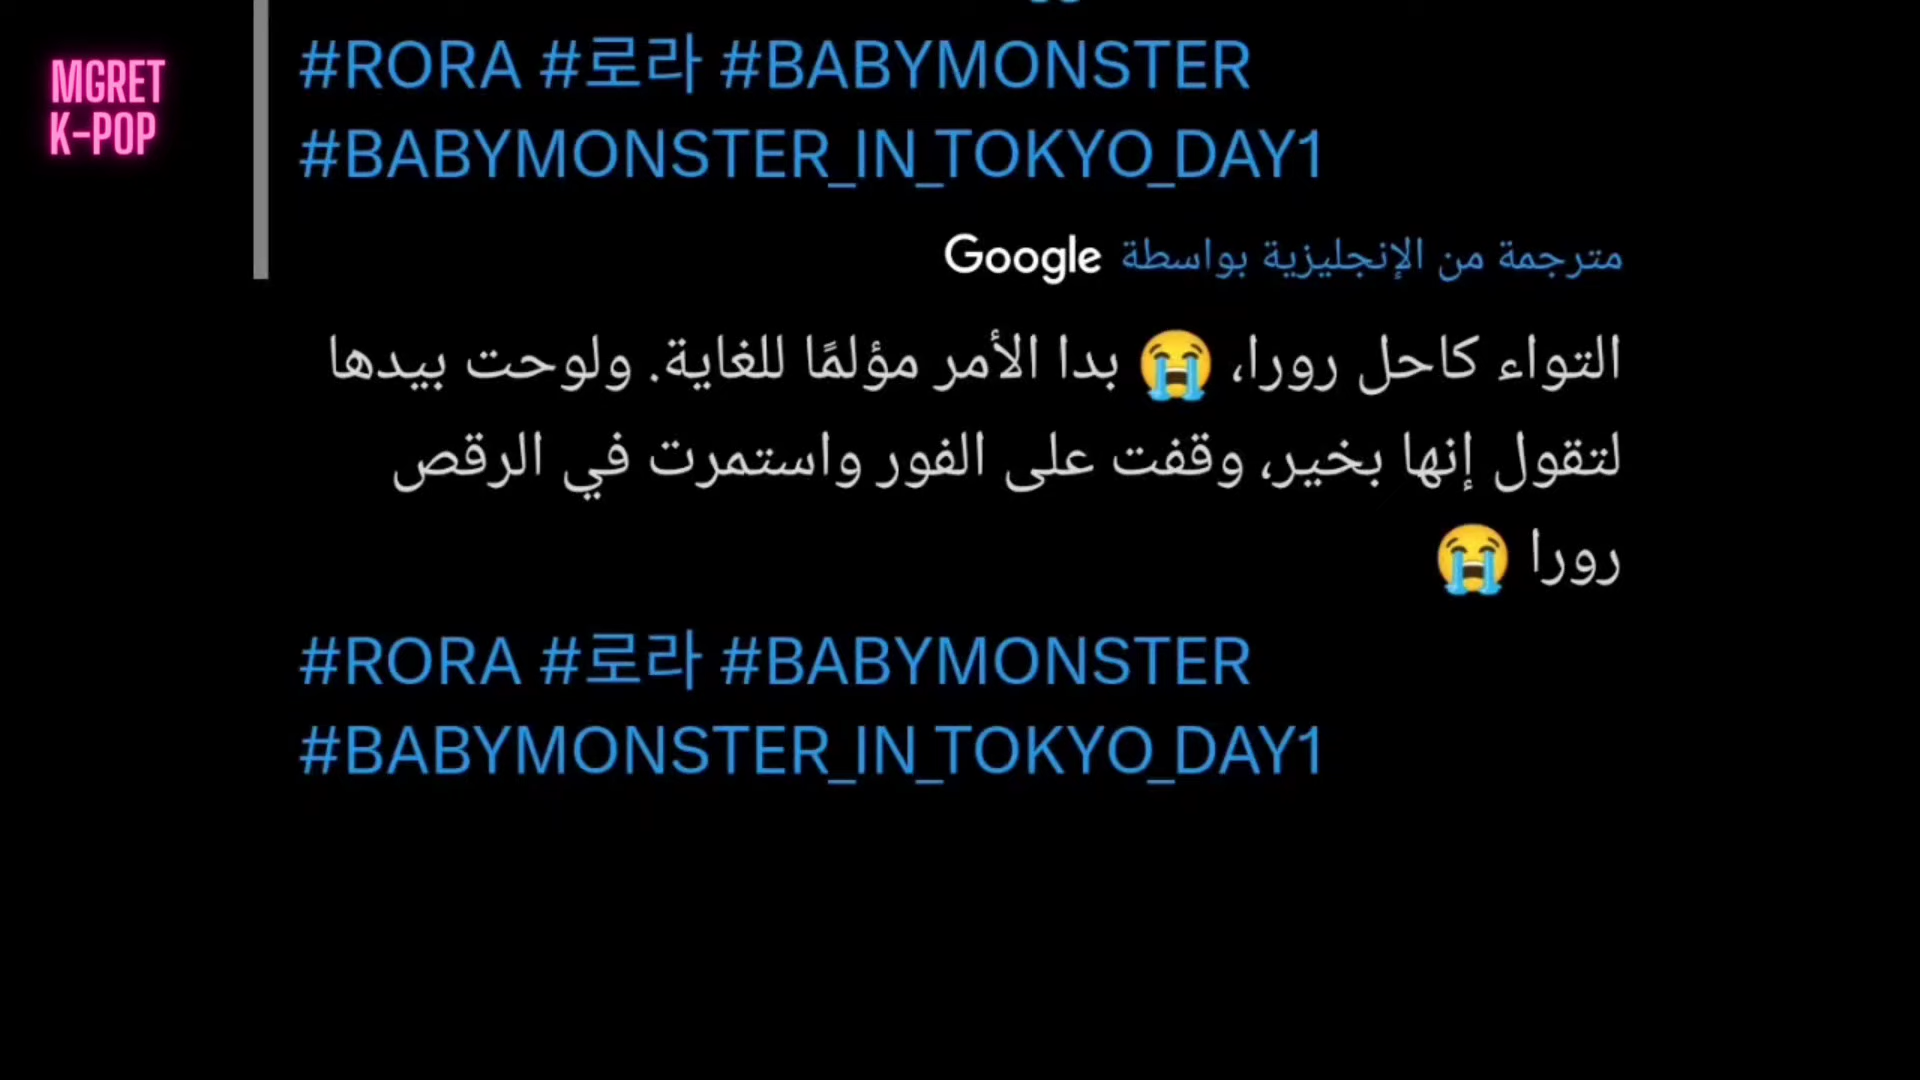 MGRET
K-POP
#RORA #로라 #BABYMONSTER
#BABYMONSTER_IN_TOKYO_DAY1
مترجمة من الإنجليزية بواسطة Google
التواء كاحل رورا، 😭 بدا الأمر مؤلمًا للغاية. ولوحت بيدها
لتقول إنها بخير، وقفت على الفور واستمرت في الرقص
رورا 😭
#RORA #로라 #BABYMONSTER
#BABYMONSTER_IN_TOKYO_DAY1